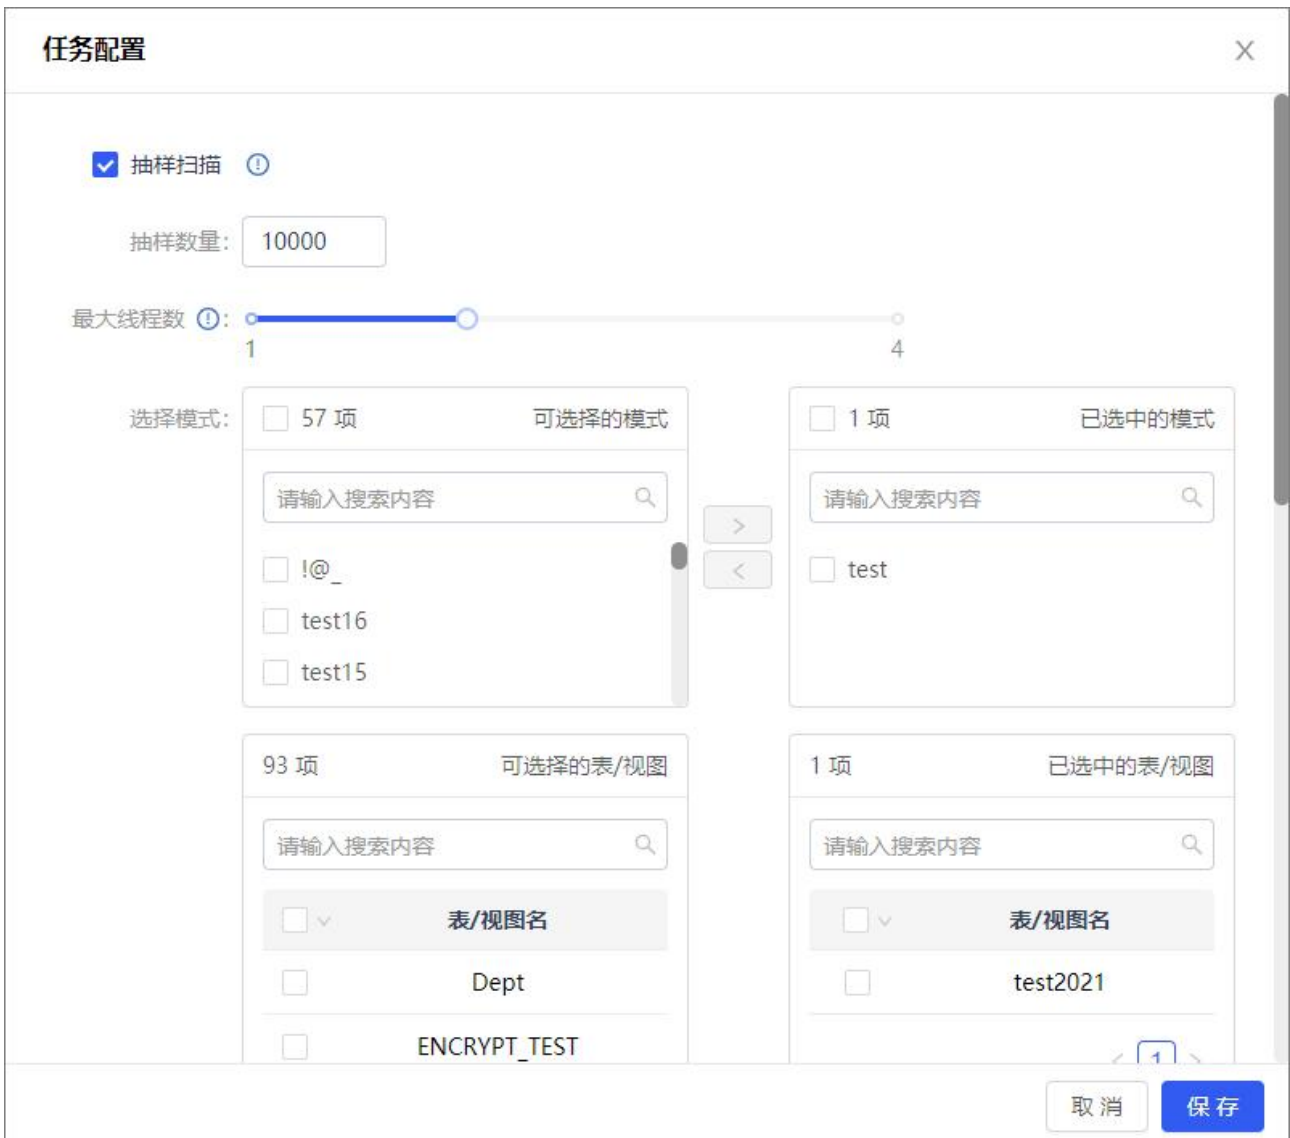 任务配置
抽样扫描
抽样数量: 10000
最大线程数 :
1 4
选择模式: 57 项 可选择的模式 1 项 已选中的模式
请输入搜索内容 请输入搜索内容
> 
!@_ < test
test16
test15
93 项 可选择的表/视图 1 项 已选中的表/视图
请输入搜索内容 请输入搜索内容
表/视图名 表/视图名
Dept test2021
ENCRYPT_TEST < 1 >
取消 保存